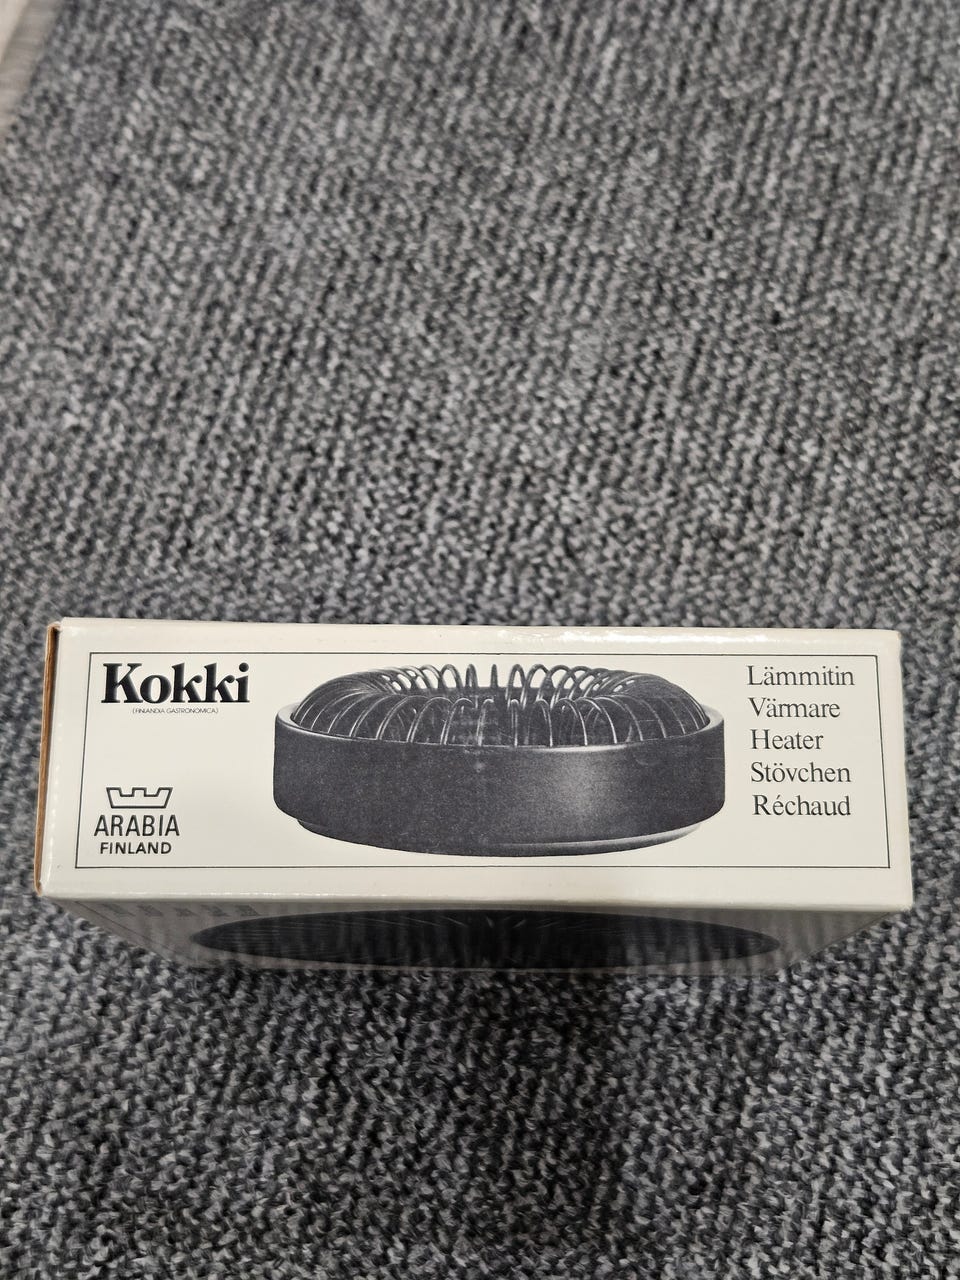 Kokki
(FINLANDIA GASTRONOMICA)
ARABIA
FINLAND
Lämmitin
Värmare
Heater
Stövchen
Réchaud